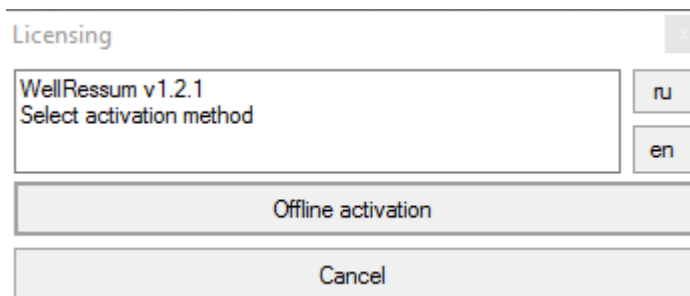 Licensing
x
WellRessum v1.2.1
Select activation method
ru
en
Offline activation
Cancel